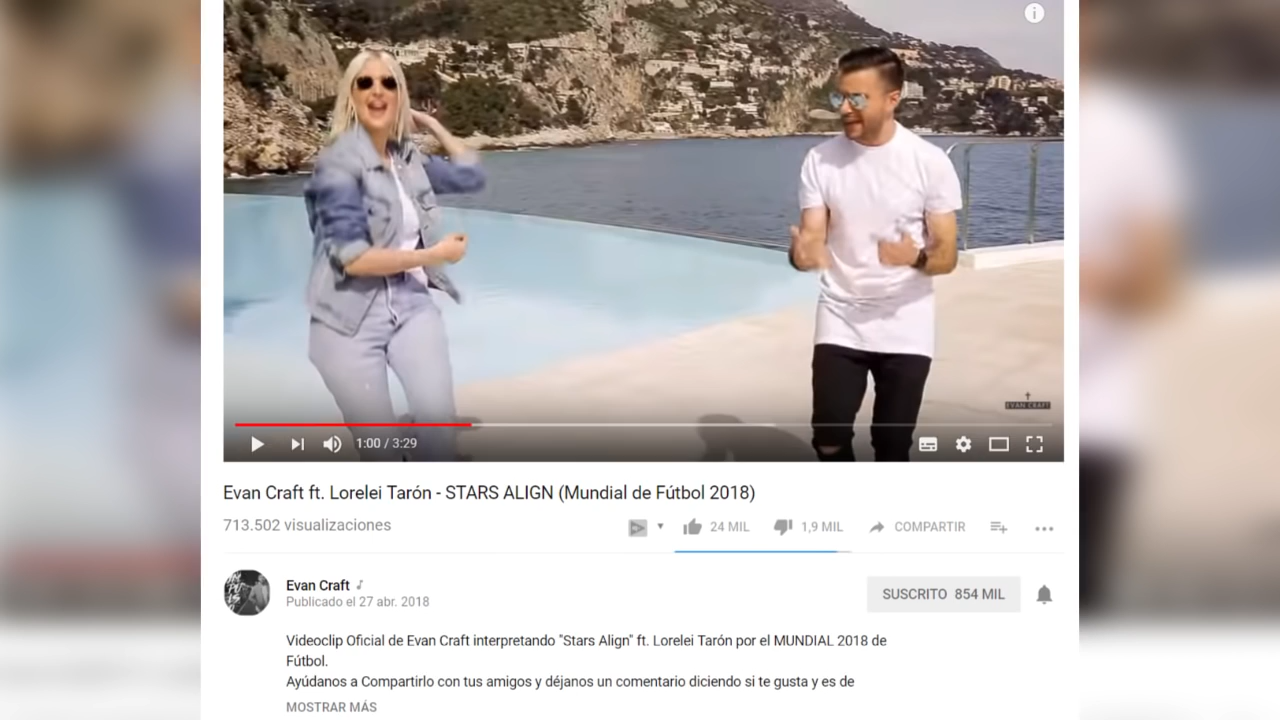 EVAN CRAFT
1:00 / 3:29
Evan Craft ft. Lorelei Tarón - STARS ALIGN (Mundial de Fútbol 2018)
713.502 visualizaciones
24 MIL 1,9 MIL COMPARTIR
Evan Craft
Publicado el 27 abr. 2018
SUSCRITO 854 MIL
Videoclip Oficial de Evan Craft interpretando "Stars Align" ft. Lorelei Tarón por el MUNDIAL 2018 de
Fútbol.
Ayúdanos a Compartirlo con tus amigos y déjanos un comentario diciendo si te gusta y es de
MOSTRAR MÁS